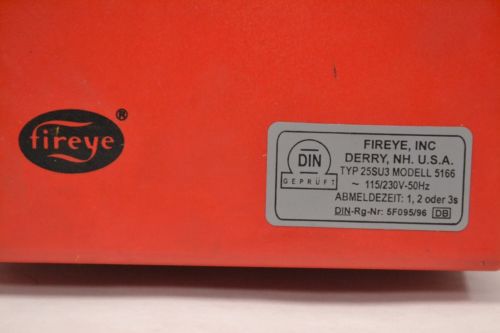 fireye®
DIN
GEPRÜFT
FIREYE, INC
DERRY, NH. U.S.A.
TYP 25SU3 MODELL 5166
~ 115/230V-50Hz
ABMELDEZEIT: 1, 2 oder 3s
DIN-Rg-Nr: 5F095/96 DB